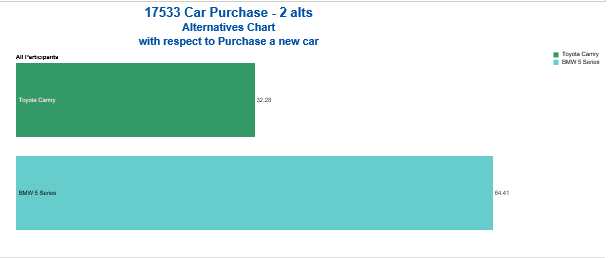 17533 Car Purchase - 2 alts
Alternatives Chart
with respect to Purchase a new car
All Participants
Toyota Camry
BMW 5 Series
Toyota Camry
32.28
BMW 5 Series
64.41